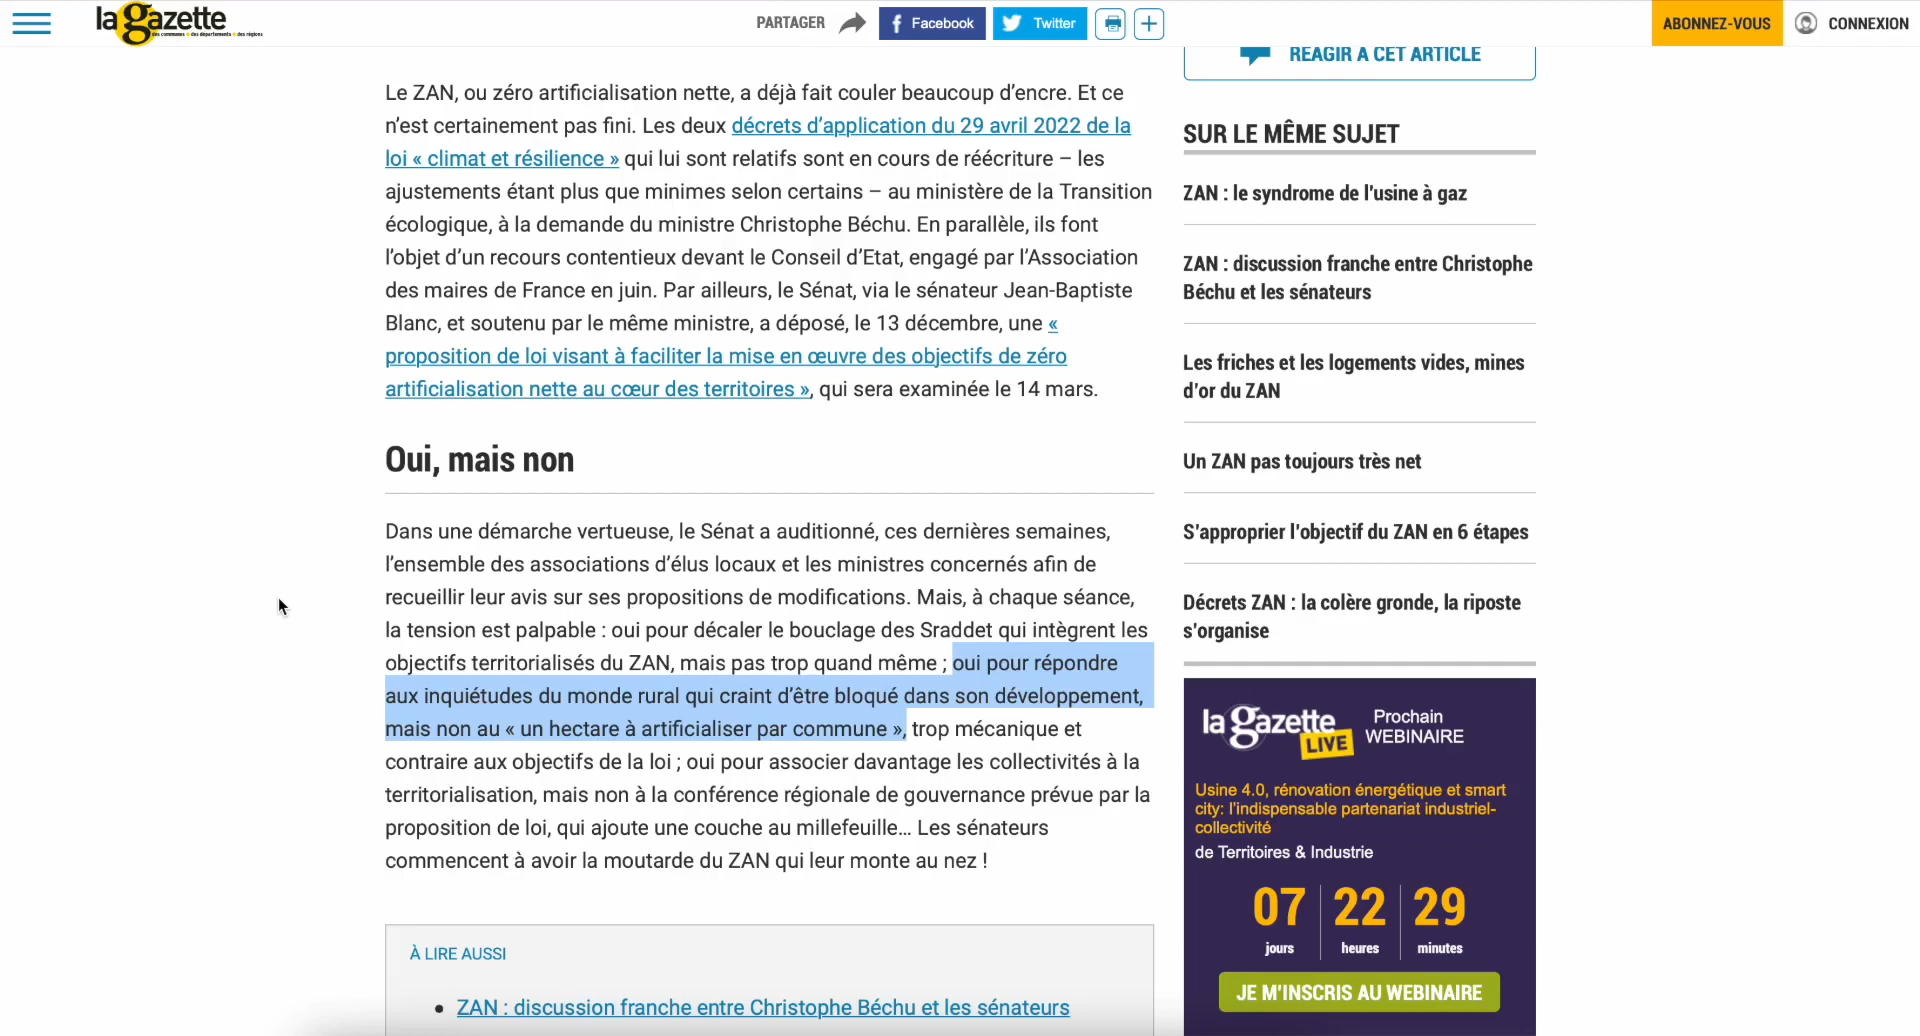 la gazette
des communes • des départements • des régions
PARTAGER
Facebook
Twitter
ABONNEZ-VOUS
CONNEXION
Le ZAN, ou zéro artificialisation nette, a déjà fait couler beaucoup d’encre. Et ce
n’est certainement pas fini. Les deux décrets d’application du 29 avril 2022 de la
loi « climat et résilience » qui lui sont relatifs sont en cours de réécriture – les
ajustements étant plus que minimes selon certains – au ministère de la Transition
écologique, à la demande du ministre Christophe Béchu. En parallèle, ils font
l’objet d’un recours contentieux devant le Conseil d’Etat, engagé par l’Association
des maires de France en juin. Par ailleurs, le Sénat, via le sénateur Jean-Baptiste
Blanc, et soutenu par le même ministre, a déposé, le 13 décembre, une «
proposition de loi visant à faciliter la mise en œuvre des objectifs de zéro
artificialisation nette au cœur des territoires », qui sera examinée le 14 mars.
Oui, mais non
Dans une démarche vertueuse, le Sénat a auditionné, ces dernières semaines,
l’ensemble des associations d’élus locaux et les ministres concernés afin de
recueillir leur avis sur ses propositions de modifications. Mais, à chaque séance,
la tension est palpable : oui pour décaler le bouclage des Sraddet qui intègrent les
objectifs territorialisés du ZAN, mais pas trop quand même ; oui pour répondre
aux inquiétudes du monde rural qui craint d’être bloqué dans son développement,
mais non au « un hectare à artificialiser par commune », trop mécanique et
contraire aux objectifs de la loi ; oui pour associer davantage les collectivités à la
territorialisation, mais non à la conférence régionale de gouvernance prévue par la
proposition de loi, qui ajoute une couche au millefeuille… Les sénateurs
commencent à avoir la moutarde du ZAN qui leur monte au nez !
À LIRE AUSSI
• ZAN : discussion franche entre Christophe Béchu et les sénateurs
REAGIR A CET ARTICLE
SUR LE MÊME SUJET
ZAN : le syndrome de l'usine à gaz
ZAN : discussion franche entre Christophe
Béchu et les sénateurs
Les friches et les logements vides, mines
d’or du ZAN
Un ZAN pas toujours très net
S'approprier l'objectif du ZAN en 6 étapes
Décrets ZAN : la colère gronde, la riposte
s’organise
la gazette
LIVE
Prochain
WEBINAIRE
Usine 4.0, rénovation énergétique et smart
city: l'indispensable partenariat industriel-
collectivité
de Territoires & Industrie
07 22 29
jours heures minutes
JE M’INSCRIS AU WEBINAIRE